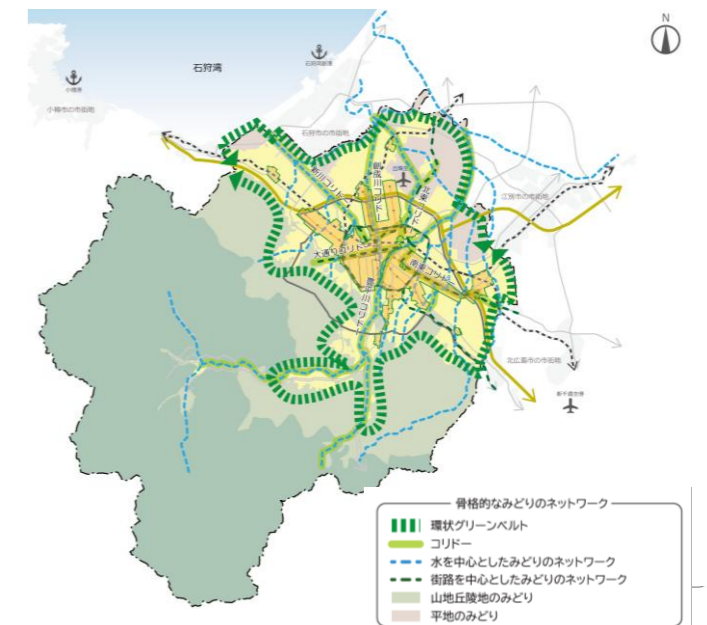 N
石狩湾
石狩湾新港
小樽港
小樽市の市街地
石狩市の市街地
新川コリドー
創成川コリドー
北東コリドー
丘珠空港
江別市の市街地
大通りコリドー
南東コリドー
豊平川コリドー
北広島市の市街地
新千歳空港
骨格的なみどりのネットワーク
環状グリーンベルト
コリドー
水を中心としたみどりのネットワーク
街路を中心としたみどりのネットワーク
山地丘陵地のみどり
平地のみどり